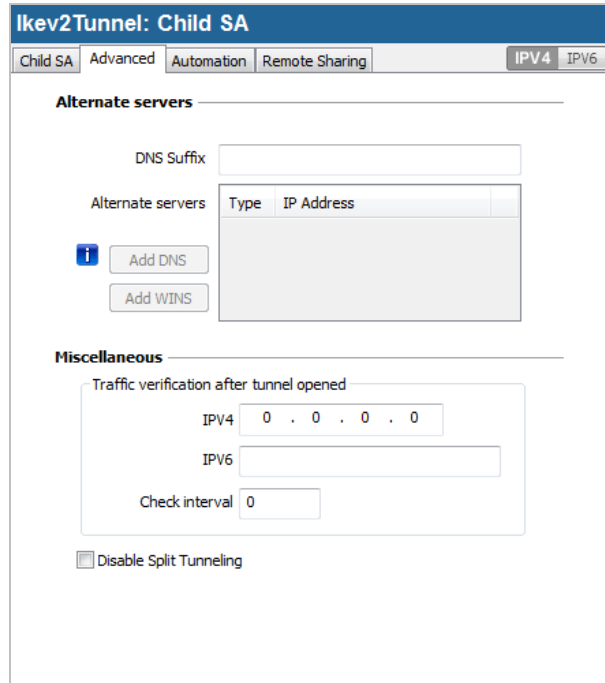 Ikev2Tunnel: Child SA
Child SA Advanced Automation Remote Sharing IPV4 IPV6
Alternate servers
DNS Suffix
Alternate servers Type IP Address
i Add DNS
Add WINS
Miscellaneous
Traffic verification after tunnel opened
IPV4 0 . 0 . 0 . 0
IPV6
Check interval 0
Disable Split Tunneling